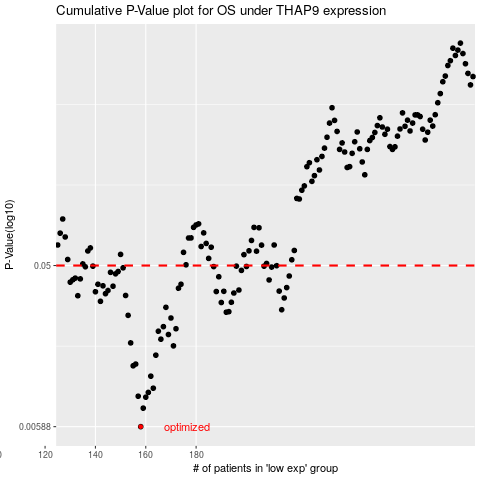 Cumulative P-Value plot for OS under THAP9 expression
P-Value(log10)
0.05
0.00588
optimized
0 120 140 160 180
# of patients in 'low exp' group